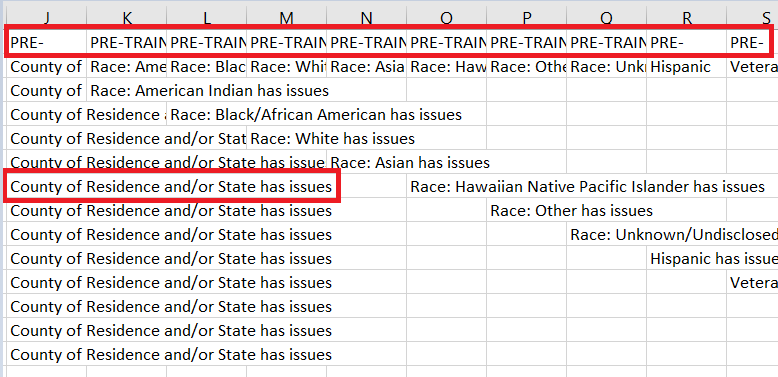 J K L M N O P Q R S
PRE- PRE-TRAIN PRE-TRAIN PRE-TRAIN PRE-TRAIN PRE-TRAIN PRE-TRAIN PRE-TRAIN PRE- PRE-
County of Race: Ame Race: Blac Race: Whit Race: Asia Race: Haw Race: Othe Race: Unkn Hispanic Vetera
County of Race: American Indian has issues
County of Residence a Race: Black/African American has issues
County of Residence and/or Stat Race: White has issues
County of Residence and/or State has issue Race: Asian has issues
County of Residence and/or State has issues Race: Hawaiian Native Pacific Islander has issues
County of Residence and/or State has issues Race: Other has issues
County of Residence and/or State has issues Race: Unknown/Undisclosed
County of Residence and/or State has issues Hispanic has issue
County of Residence and/or State has issues Vetera
County of Residence and/or State has issues
County of Residence and/or State has issues
County of Residence and/or State has issues